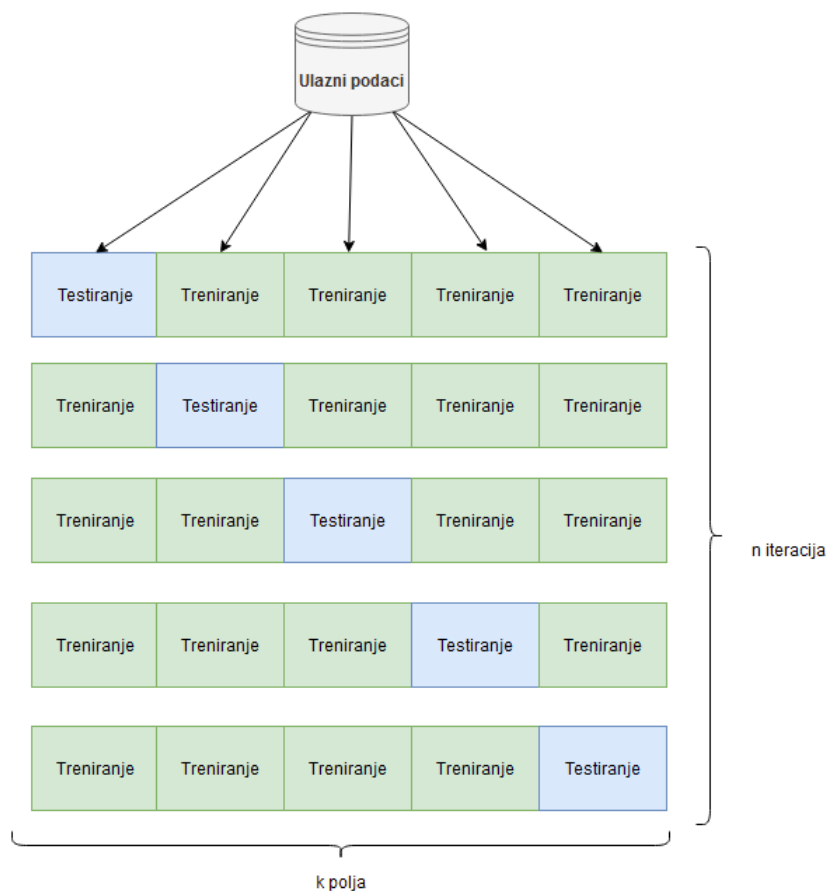 Ulazni podaci
Testiranje Treniranje Treniranje Treniranje Treniranje
Treniranje Testiranje Treniranje Treniranje Treniranje
Treniranje Treniranje Testiranje Treniranje Treniranje
n iteracija
Treniranje Treniranje Treniranje Testiranje Treniranje
Treniranje Treniranje Treniranje Treniranje Testiranje
k polja